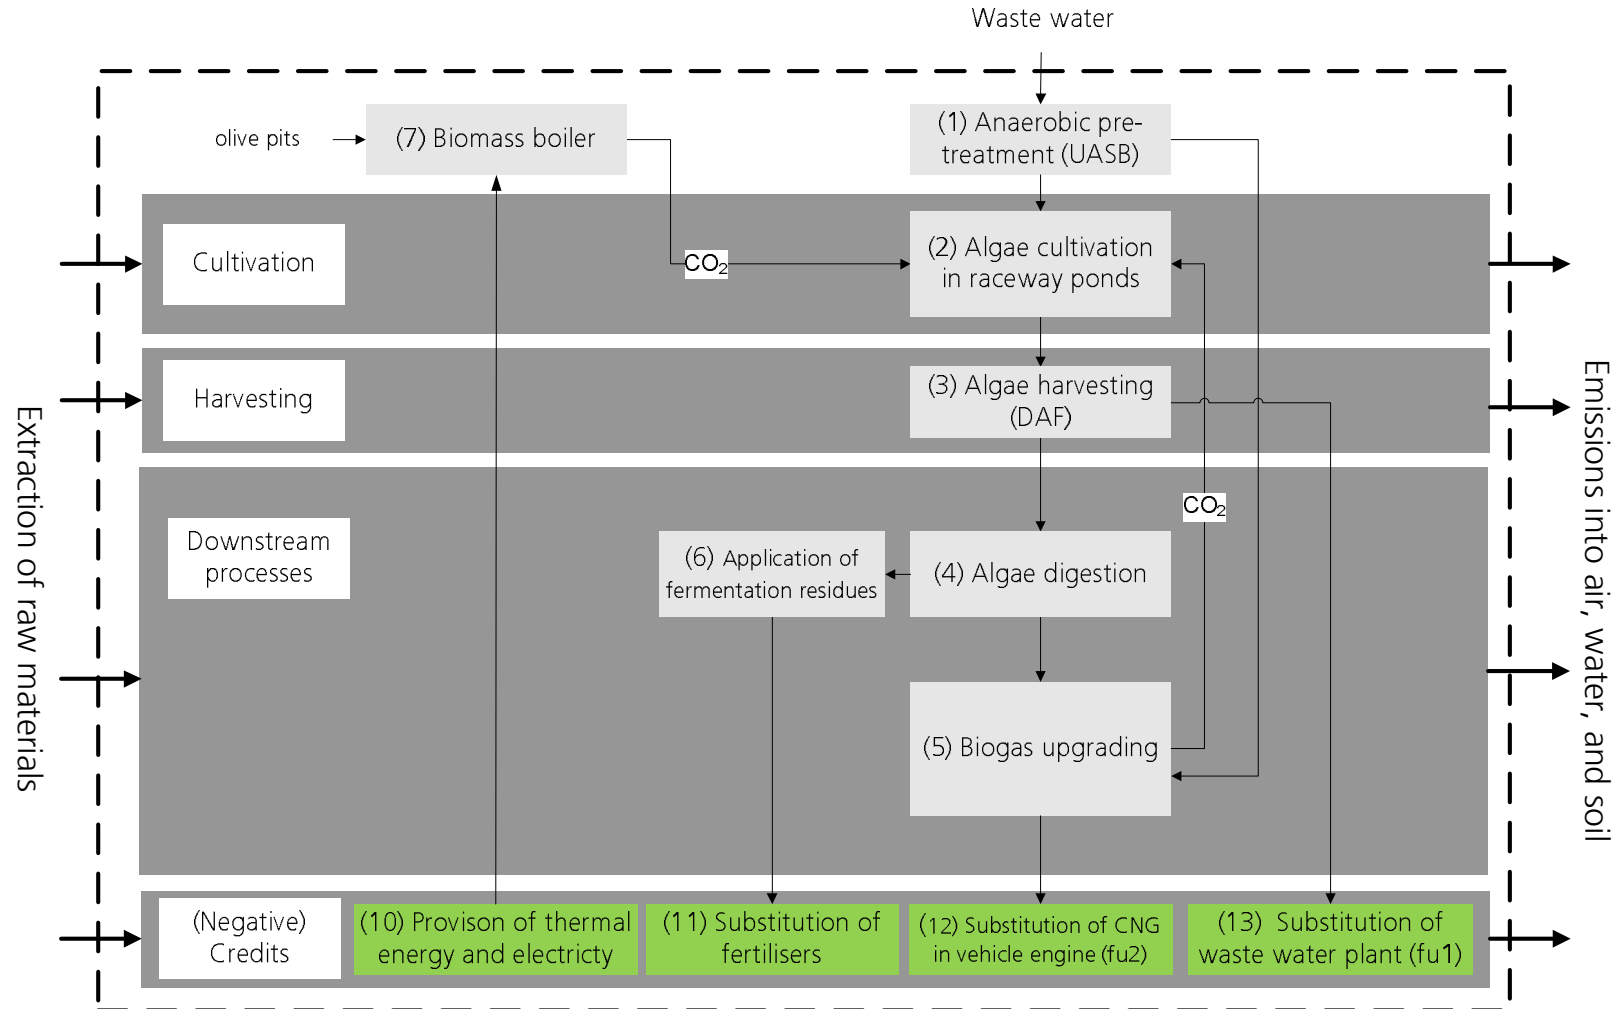 Waste water
olive pits
(7) Biomass boiler
(1) Anaerobic pre-
treatment (UASB)
Cultivation
CO₂
(2) Algae cultivation
in raceway ponds
Harvesting
(3) Algae harvesting
(DAF)
Extraction of raw materials
Emissions into air, water, and soil
CO₂
Downstream
processes
(6) Application of
fermentation residues
(4) Algae digestion
(5) Biogas upgrading
(Negative)
Credits
(10) Provison of thermal
energy and electricty
(11) Substitution of
fertilisers
(12) Substitution of CNG
in vehicle engine (fu2)
(13) Substitution of
waste water plant (fu1)